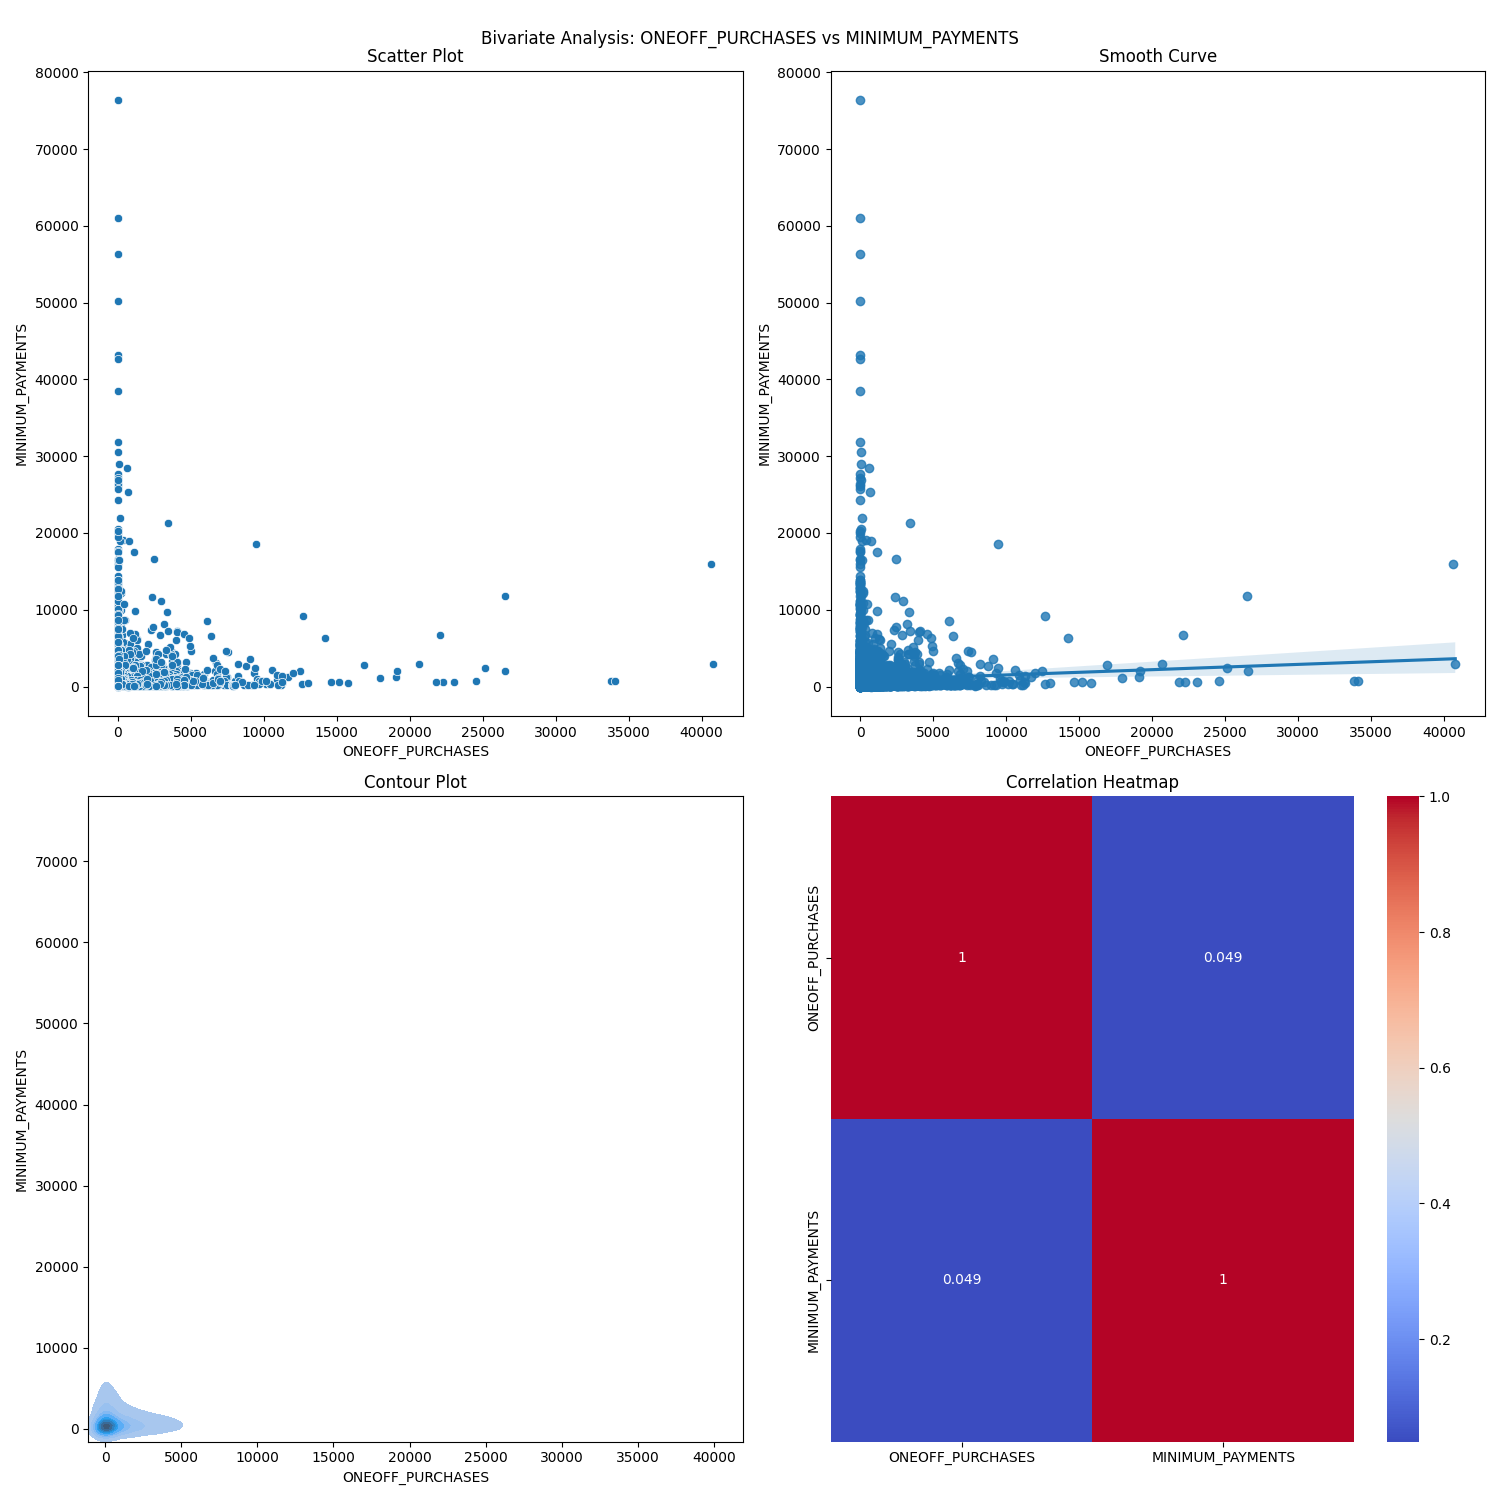 Bivariate Analysis: ONEOFF_PURCHASES vs MINIMUM_PAYMENTS
Scatter Plot
80000
70000
60000
50000
40000
30000
20000
10000
0
MINIMUM_PAYMENTS
0 5000 10000 15000 20000 25000 30000 35000 40000
ONEOFF_PURCHASES
Smooth Curve
80000
70000
60000
50000
40000
30000
20000
10000
0
MINIMUM_PAYMENTS
0 5000 10000 15000 20000 25000 30000 35000 40000
ONEOFF_PURCHASES
Contour Plot
70000
60000
50000
40000
30000
20000
10000
0
MINIMUM_PAYMENTS
0 5000 10000 15000 20000 25000 30000 35000 40000
ONEOFF_PURCHASES
Correlation Heatmap
ONEOFF_PURCHASES
MINIMUM_PAYMENTS
1 0.049
0.049 1
ONEOFF_PURCHASES MINIMUM_PAYMENTS
1.0
0.8
0.6
0.4
0.2